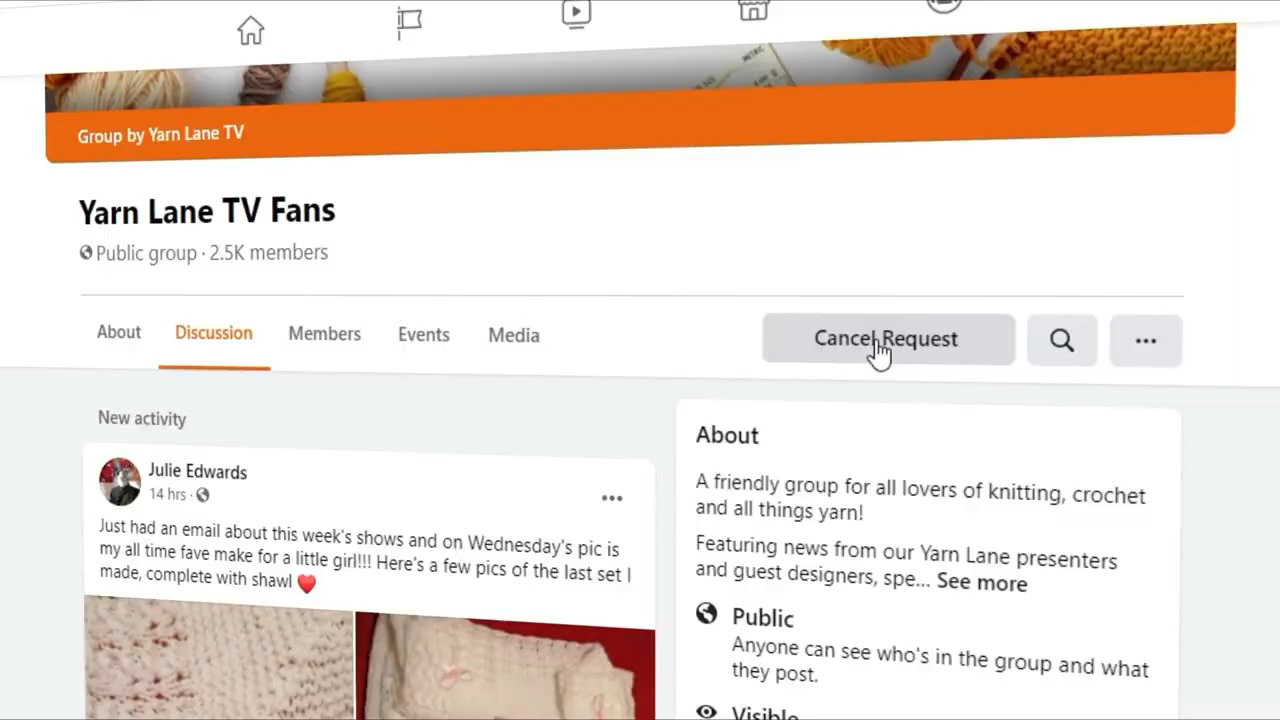 Group by Yarn Lane TV
Yarn Lane TV Fans
Public group · 2.5K members
About
Discussion
Members
Events
Media
Cancel Request
New activity
Julie Edwards
14 hrs ·
Just had an email about this week's shows and on Wednesday's pic is
my all time fave make for a little girl!!! Here's a few pics of the last set I
made, complete with shawl ❤️
About
A friendly group for all lovers of knitting, crochet
and all things yarn!
Featuring news from our Yarn Lane presenters
and guest designers, spe... See more
Public
Anyone can see who's in the group and what
they post.
Visible